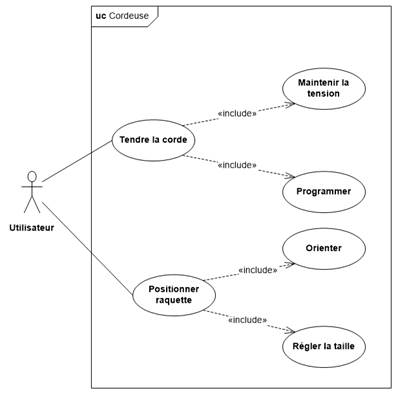 uc Cordeuse
Maintenir la
tension
«include»
Tendre la corde
«include»
Programmer
Utilisateur
Orienter
«include»
Positionner
raquette
«include»
Régler la taille